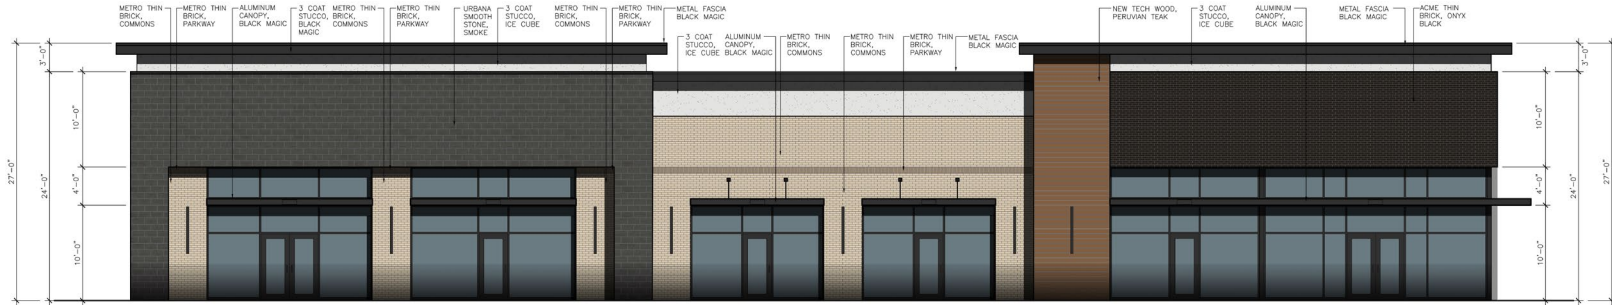 METRO THIN
BRICK,
COMMONS
METRO THIN
BRICK,
PARKWAY
ALUMINUM
CANOPY,
BLACK MAGIC
3 COAT
STUCCO,
BLACK
MAGIC
METRO THIN
BRICK,
COMMONS
METRO THIN
BRICK,
PARKWAY
URBANA
SMOOTH
STONE,
SMOKE
3 COAT
STUCCO,
ICE CUBE
METRO THIN
BRICK,
COMMONS
METRO THIN
BRICK,
PARKWAY
METAL FASCIA
BLACK MAGIC
3 COAT
STUCCO,
ICE CUBE
ALUMINUM
CANOPY,
BLACK MAGIC
METRO THIN
BRICK,
COMMONS
METRO THIN
BRICK,
COMMONS
METRO THIN
BRICK,
PARKWAY
METAL FASCIA
BLACK MAGIC
NEW TECH WOOD,
PERUVIAN TEAK
3 COAT
STUCCO,
ICE CUBE
ALUMINUM
CANOPY,
BLACK MAGIC
METAL FASCIA
BLACK MAGIC
ACME THIN
BRICK, ONYX
BLACK
27'-0"
3'-0"
24'-0"
10'-0"
4'-0"
10'-0"
10'-0"
4'-0"
10'-0"
3'-0"
24'-0"
27'-0"